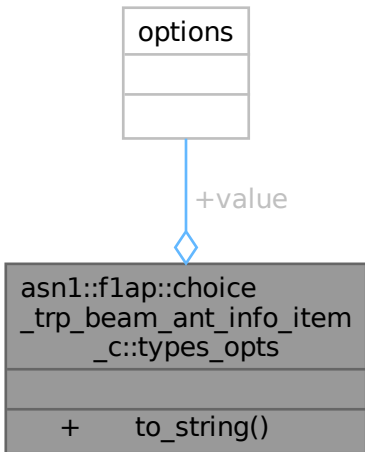 options
+value
asn1::f1ap::choice
_trp_beam_ant_info_item
_c::types_opts
+ to_string()